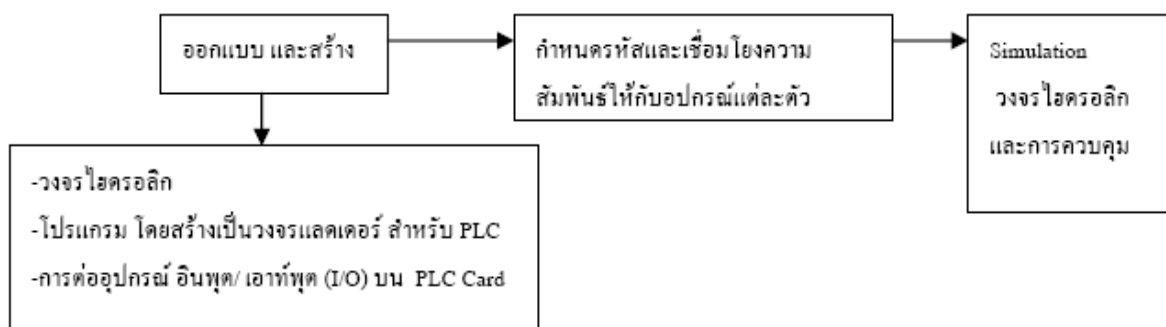 ออกแบบ และสร้าง
กำหนดรหัสและเชื่อมโยงความ
สัมพันธ์ให้กับอปกรณ์แต่ละตัว
Simulation
วงจรไฮดรอลิก
และการควบคุม
-วงจรไฮดรอลิก
-โปรแกรม โดยสร้างเป็นวงจรแลดเดอร์ สำหรับ PLC
-การต่ออุปกรณ์ อินพุต/ เอาท์พุต (I/O) บน PLC Card